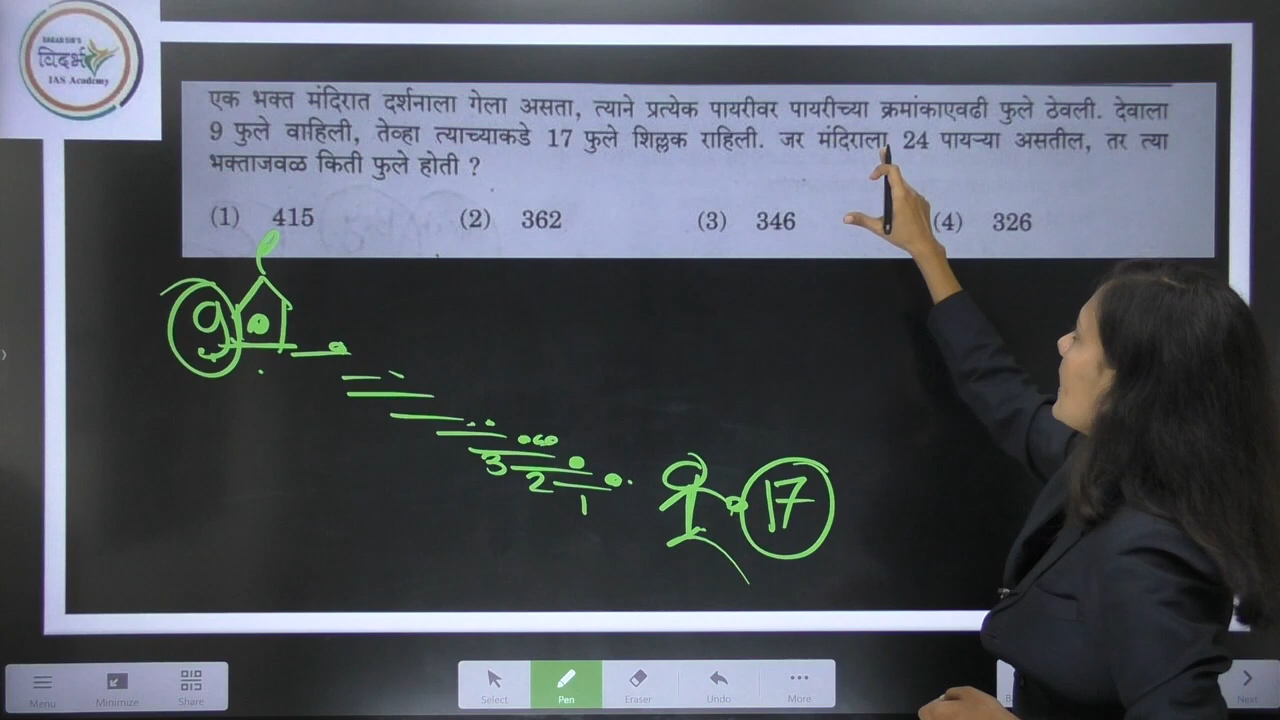 SAGAR SIR'S
विदर्भ
IAS Academy
एक भक्त मंदिरात दर्शनाला गेला असता, त्याने प्रत्येक पायरीवर पायरीच्या क्रमांकाएवढी फुले ठेवली. देवाला
9 फुले वाहिली, तेव्हा त्याच्याकडे 17 फुले शिल्लक राहिली. जर मंदिराला 24 पायऱ्या असतील, तर त्या
भक्ताजवळ किती फुले होती ?
(1) 415 (2) 362 (3) 346 (4) 326
9
3
2
1
17
Menu Minimize Share Select Pen Eraser Undo More Next